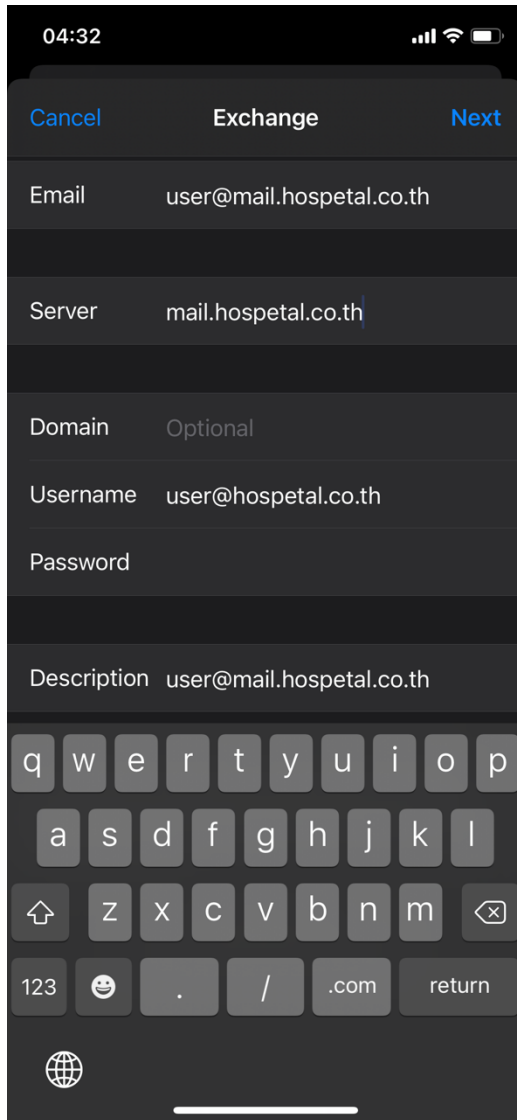 04:32
Cancel Exchange Next
Email user@mail.hospetal.co.th
Server mail.hospetal.co.th
Domain Optional
Username user@hospetal.co.th
Password
Description user@mail.hospetal.co.th
q w e r t y u i o p
a s d f g h j k l
z x c v b n m
123 . / .com return